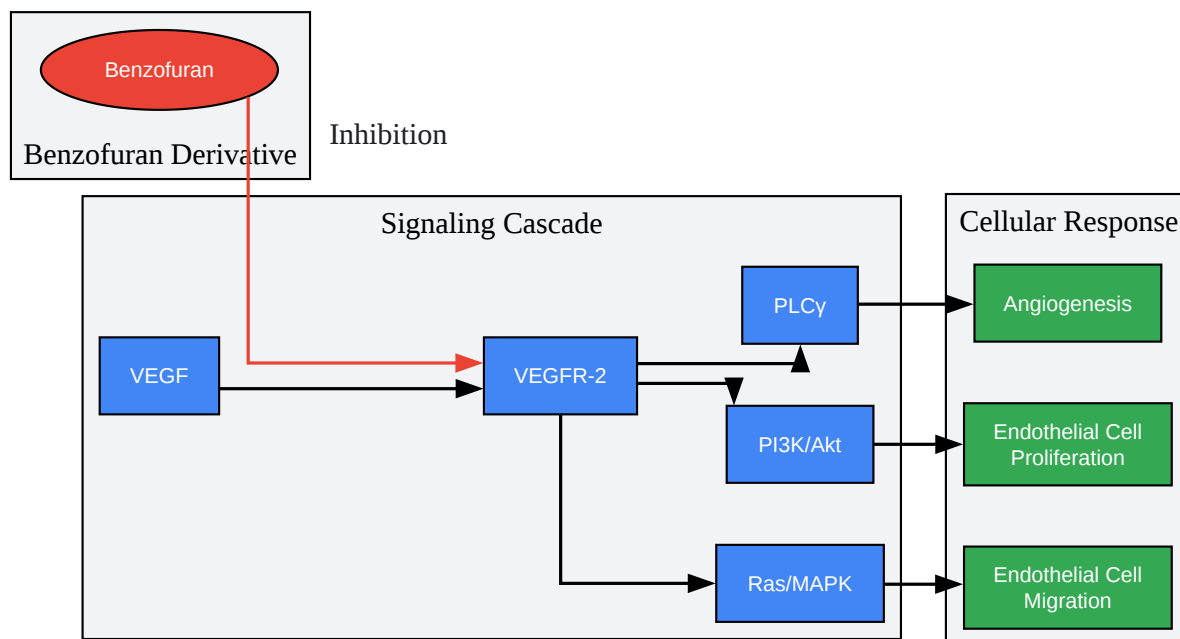 Benzofuran
Benzofuran Derivative
Inhibition
Signaling Cascade
Cellular Response
PLCγ
Angiogenesis
VEGF
VEGFR-2
PI3K/Akt
Endothelial Cell
Proliferation
Ras/MAPK
Endothelial Cell
Migration